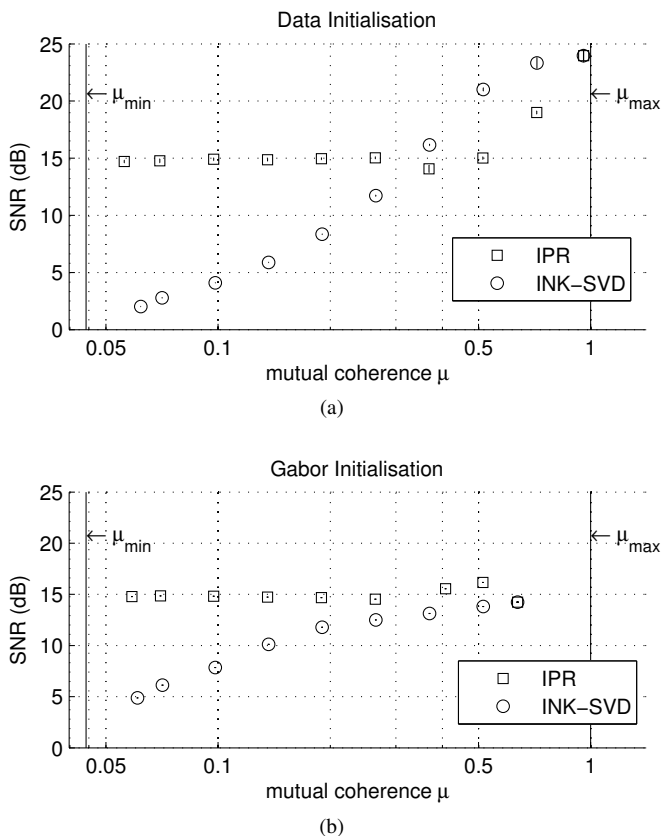 Data Initialisation
25
20
15
10
5
0
SNR (dB)
← μmin
← μmax
IPR
INK−SVD
0.05
0.1
0.5
1
mutual coherence μ
(a)
Gabor Initialisation
25
20
15
10
5
0
SNR (dB)
← μmin
← μmax
IPR
INK−SVD
0.05
0.1
0.5
1
mutual coherence μ
(b)